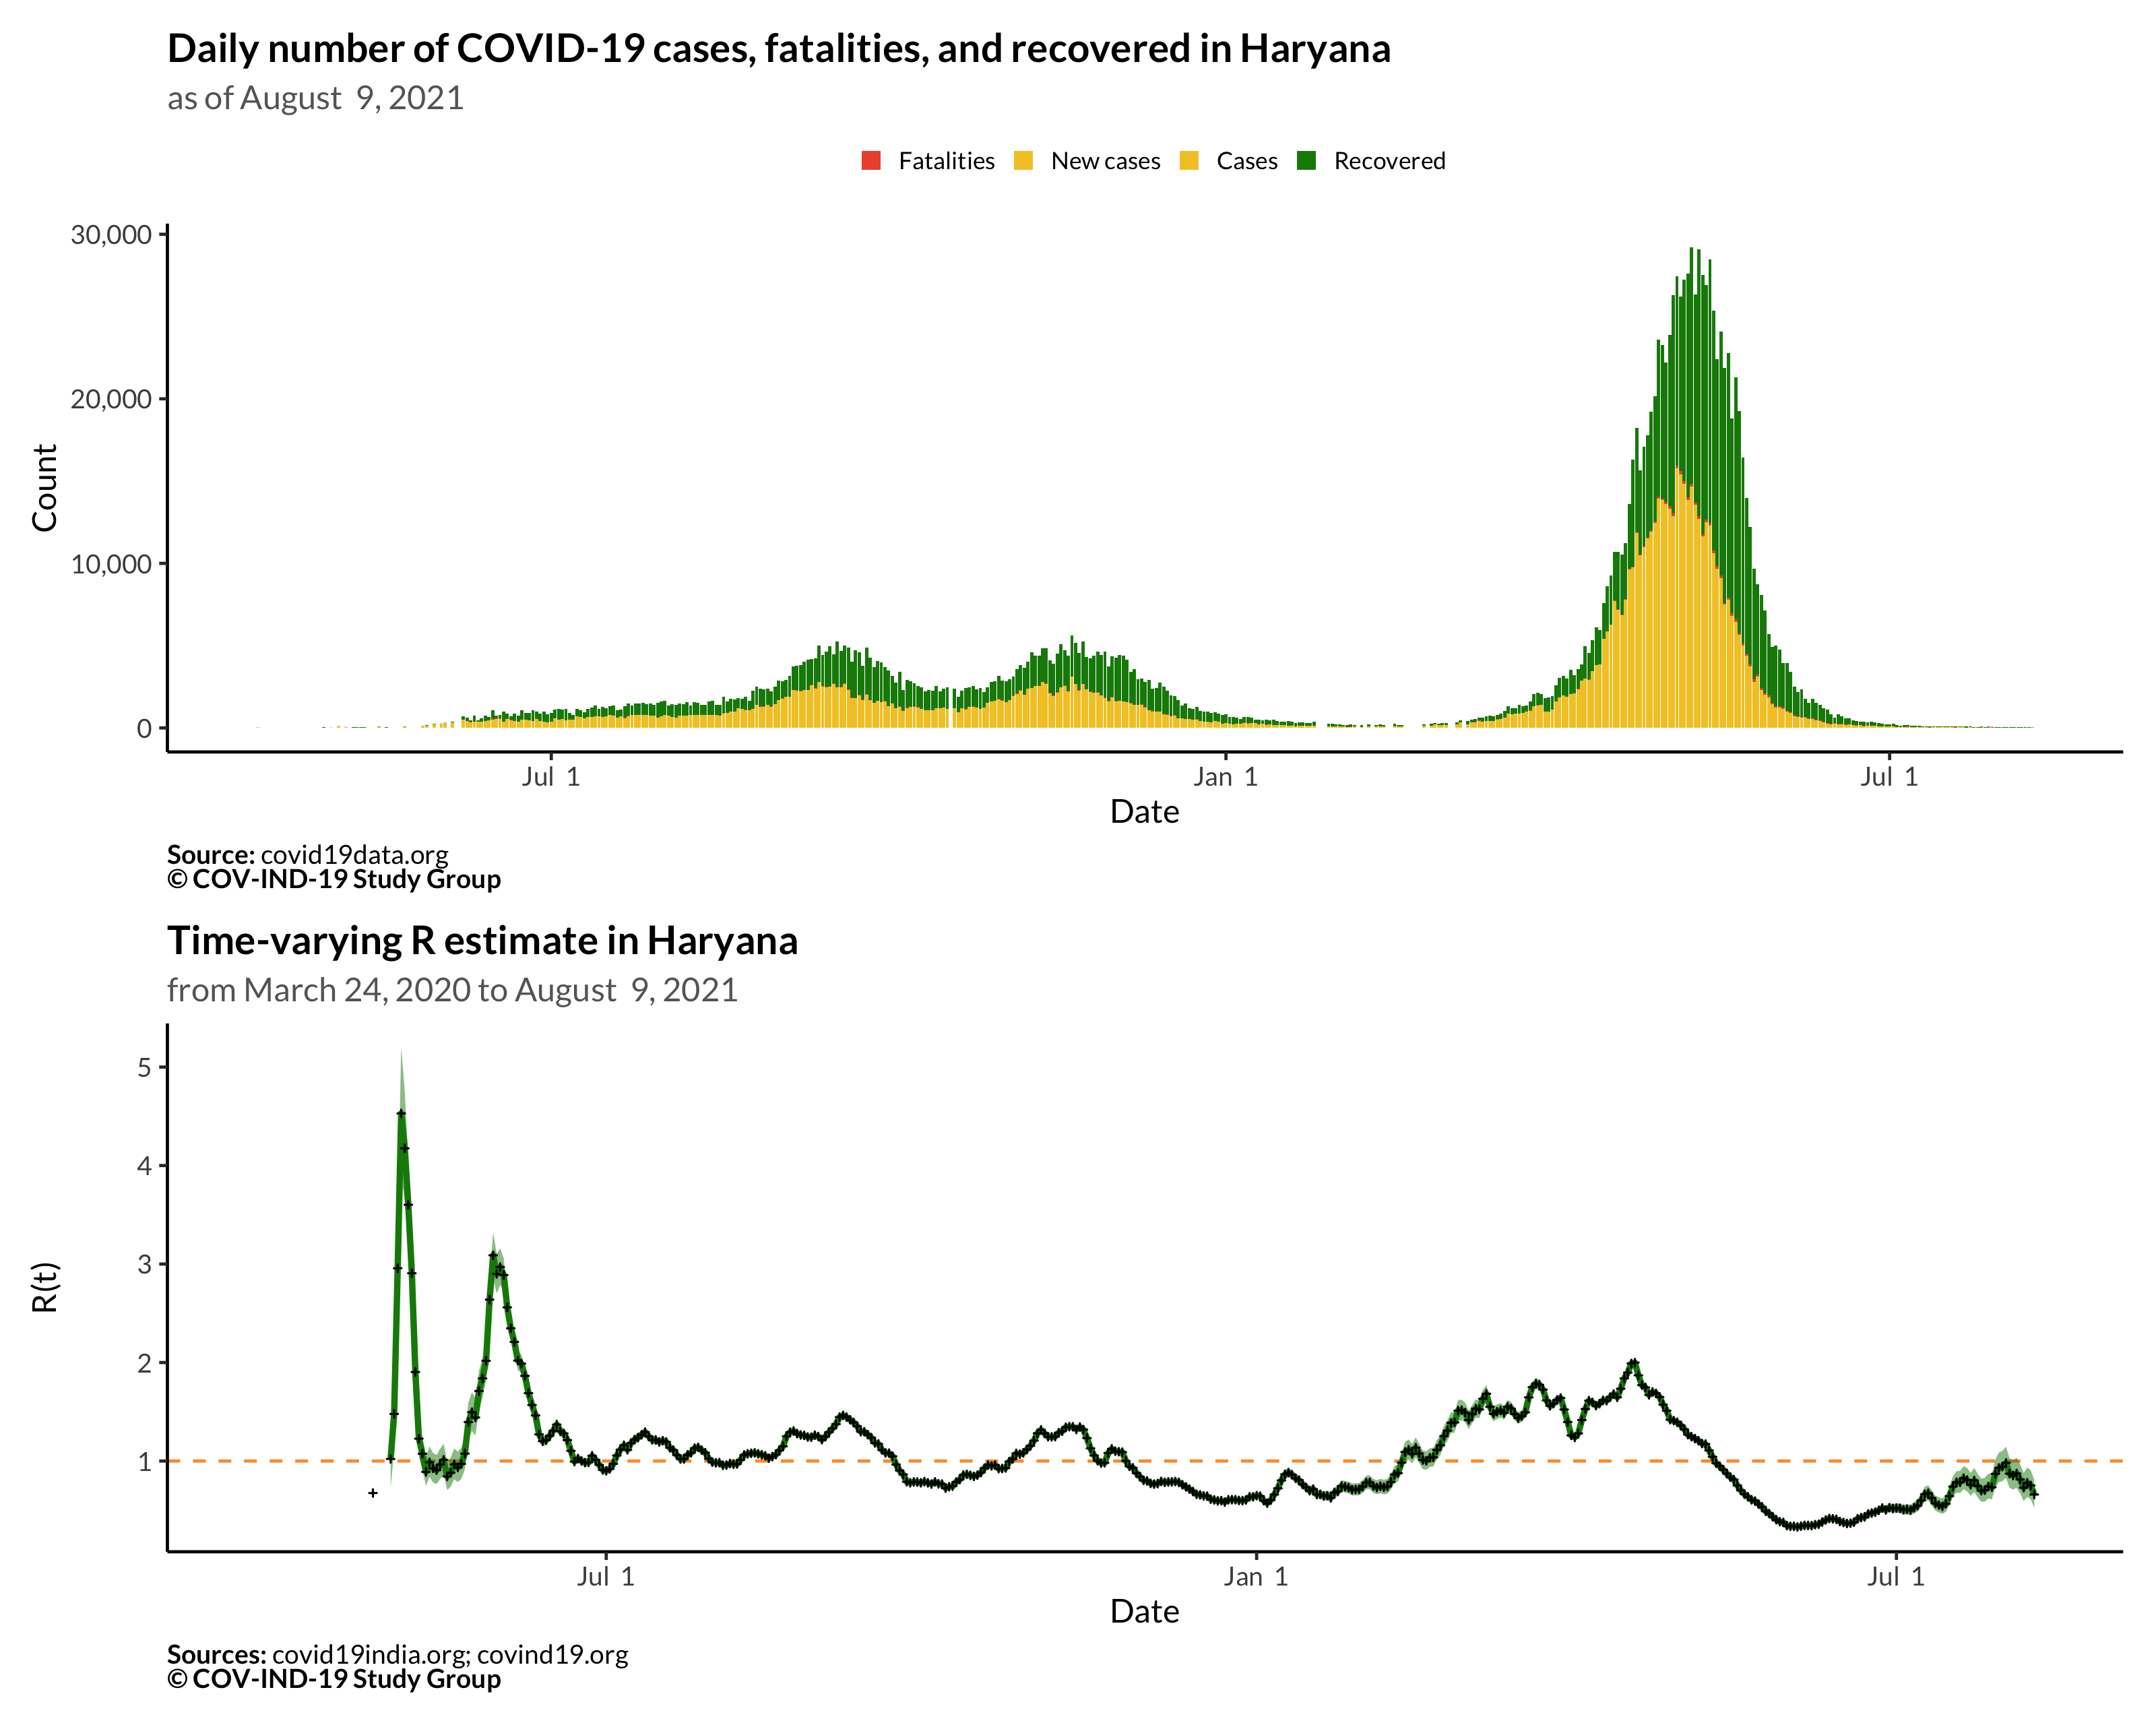 Daily number of COVID-19 cases, fatalities, and recovered in Haryana
as of August  9, 2021
Fatalities New cases Cases Recovered
30,000
20,000
10,000
0
Count
Jul  1 Jan  1 Jul  1
Date
Source: covid19data.org
© COV-IND-19 Study Group
Time-varying R estimate in Haryana
from March 24, 2020 to August  9, 2021
5
4
3
2
1
R(t)
Jul  1 Jan  1 Jul  1
Date
Sources: covid19india.org; covind19.org
© COV-IND-19 Study Group